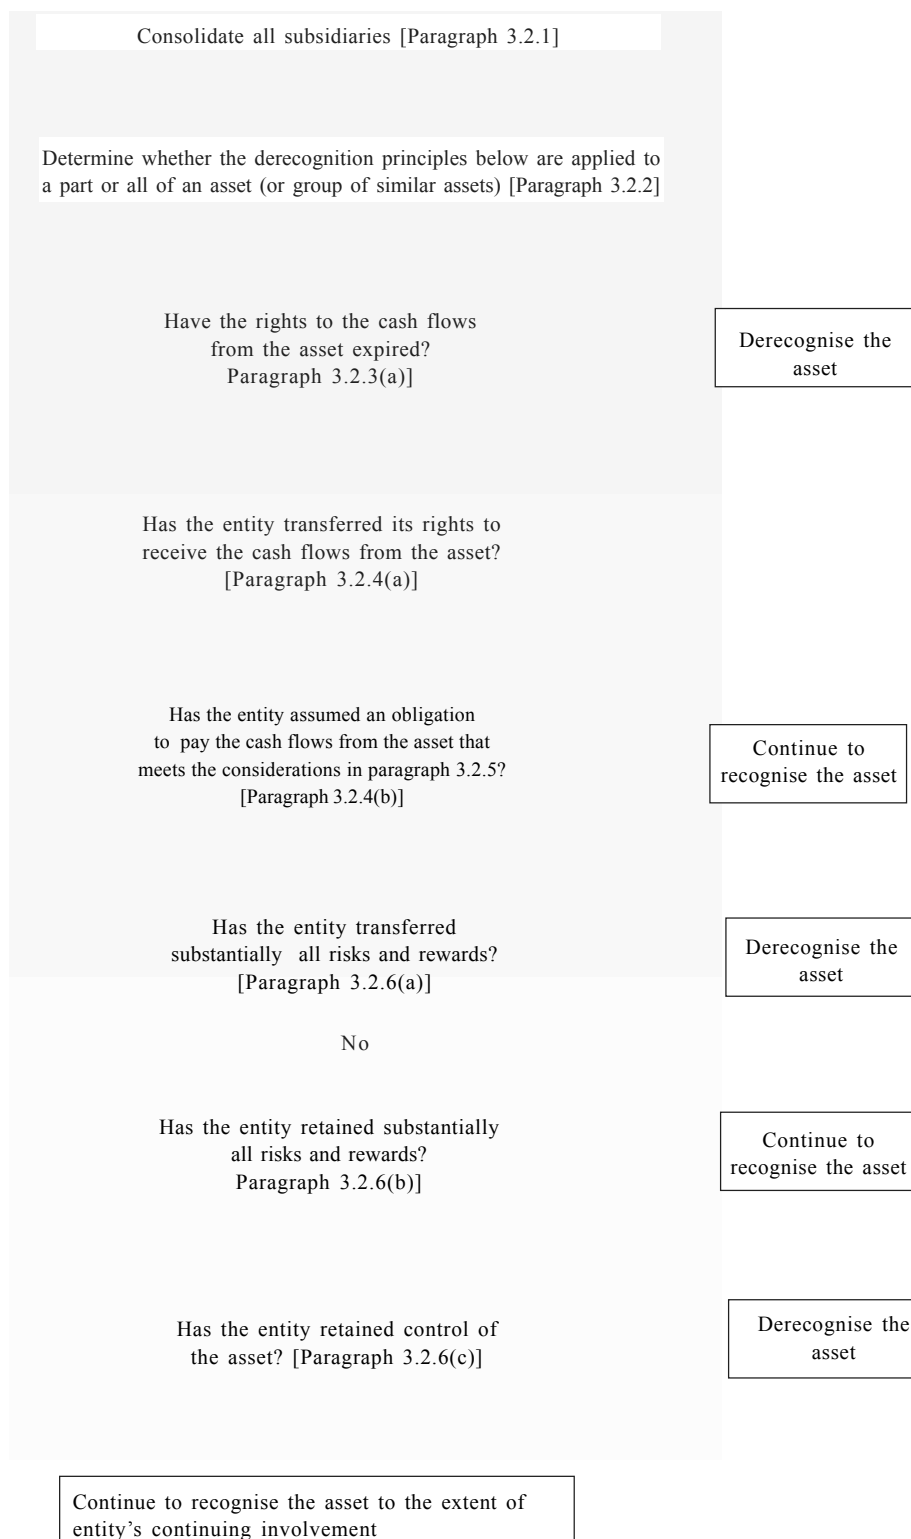 Consolidate all subsidiaries [Paragraph 3.2.1]
Determine whether the derecognition principles below are applied to
a part or all of an asset (or group of similar assets) [Paragraph 3.2.2]
Have the rights to the cash flows
from the asset expired?
Paragraph 3.2.3(a)]
Derecognise the
asset
Has the entity transferred its rights to
receive the cash flows from the asset?
[Paragraph 3.2.4(a)]
Has the entity assumed an obligation
to pay the cash flows from the asset that
meets the considerations in paragraph 3.2.5?
[Paragraph 3.2.4(b)]
Continue to
recognise the asset
Has the entity transferred
substantially all risks and rewards?
[Paragraph 3.2.6(a)]
Derecognise the
asset
No
Has the entity retained substantially
all risks and rewards?
Paragraph 3.2.6(b)]
Continue to
recognise the asset
Has the entity retained control of
the asset? [Paragraph 3.2.6(c)]
Derecognise the
asset
Continue to recognise the asset to the extent of
entity’s continuing involvement